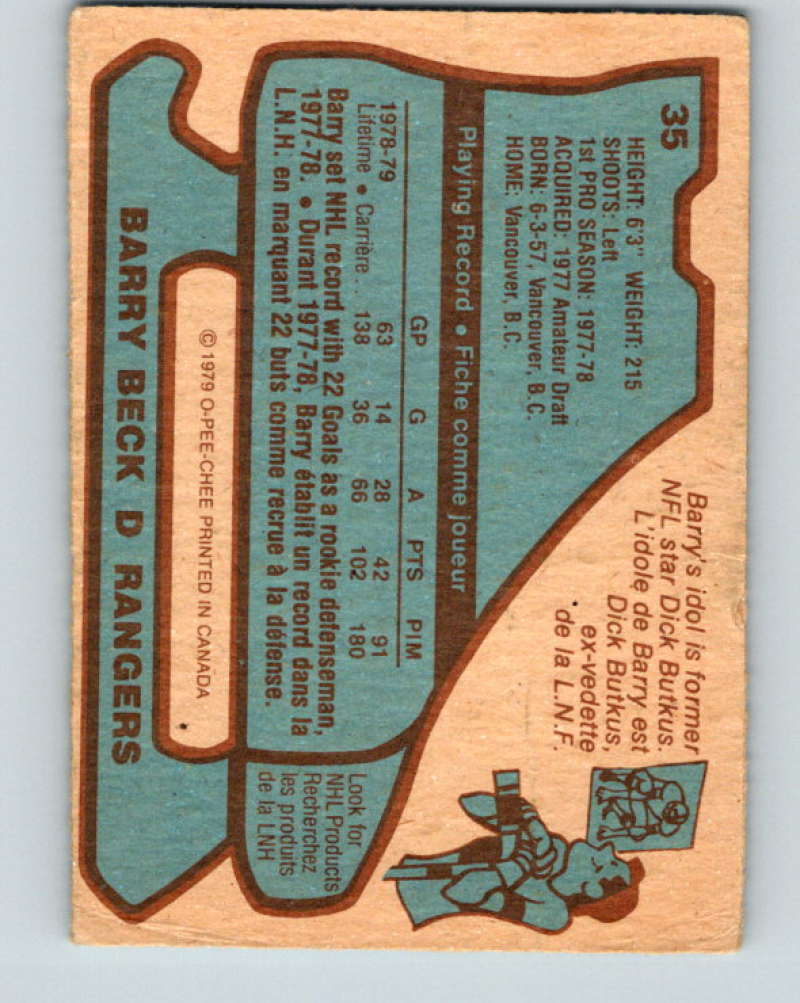 35
HEIGHT: 6'3" WEIGHT: 215
SHOOTS: Left
1st PRO SEASON: 1977-78
ACQUIRED: 1977 Amateur Draft
BORN: 6-3-57, Vancouver, B.C.
HOME: Vancouver, B.C.
Barry's idol is former
NFL star Dick Butkus.
L'idole de Barry est
Dick Butkus,
ex-vedette
de la L.N.F.
Playing Record • Fiche comme joueur
GP G A PTS PIM
1978-79 63 14 28 42 91
Lifetime • Carrière... 138 36 66 102 180
Barry set NHL record with 22 Goals as a rookie defenseman,
1977-78. • Durant 1977-78, Barry établit un record dans la
L.N.H. en marquant 22 buts comme recrue à la défense.
Look for
NHL Products
Recherchez
les produits
de la LNH
© 1979 O-PEE-CHEE PRINTED IN CANADA
BARRY BECK D RANGERS